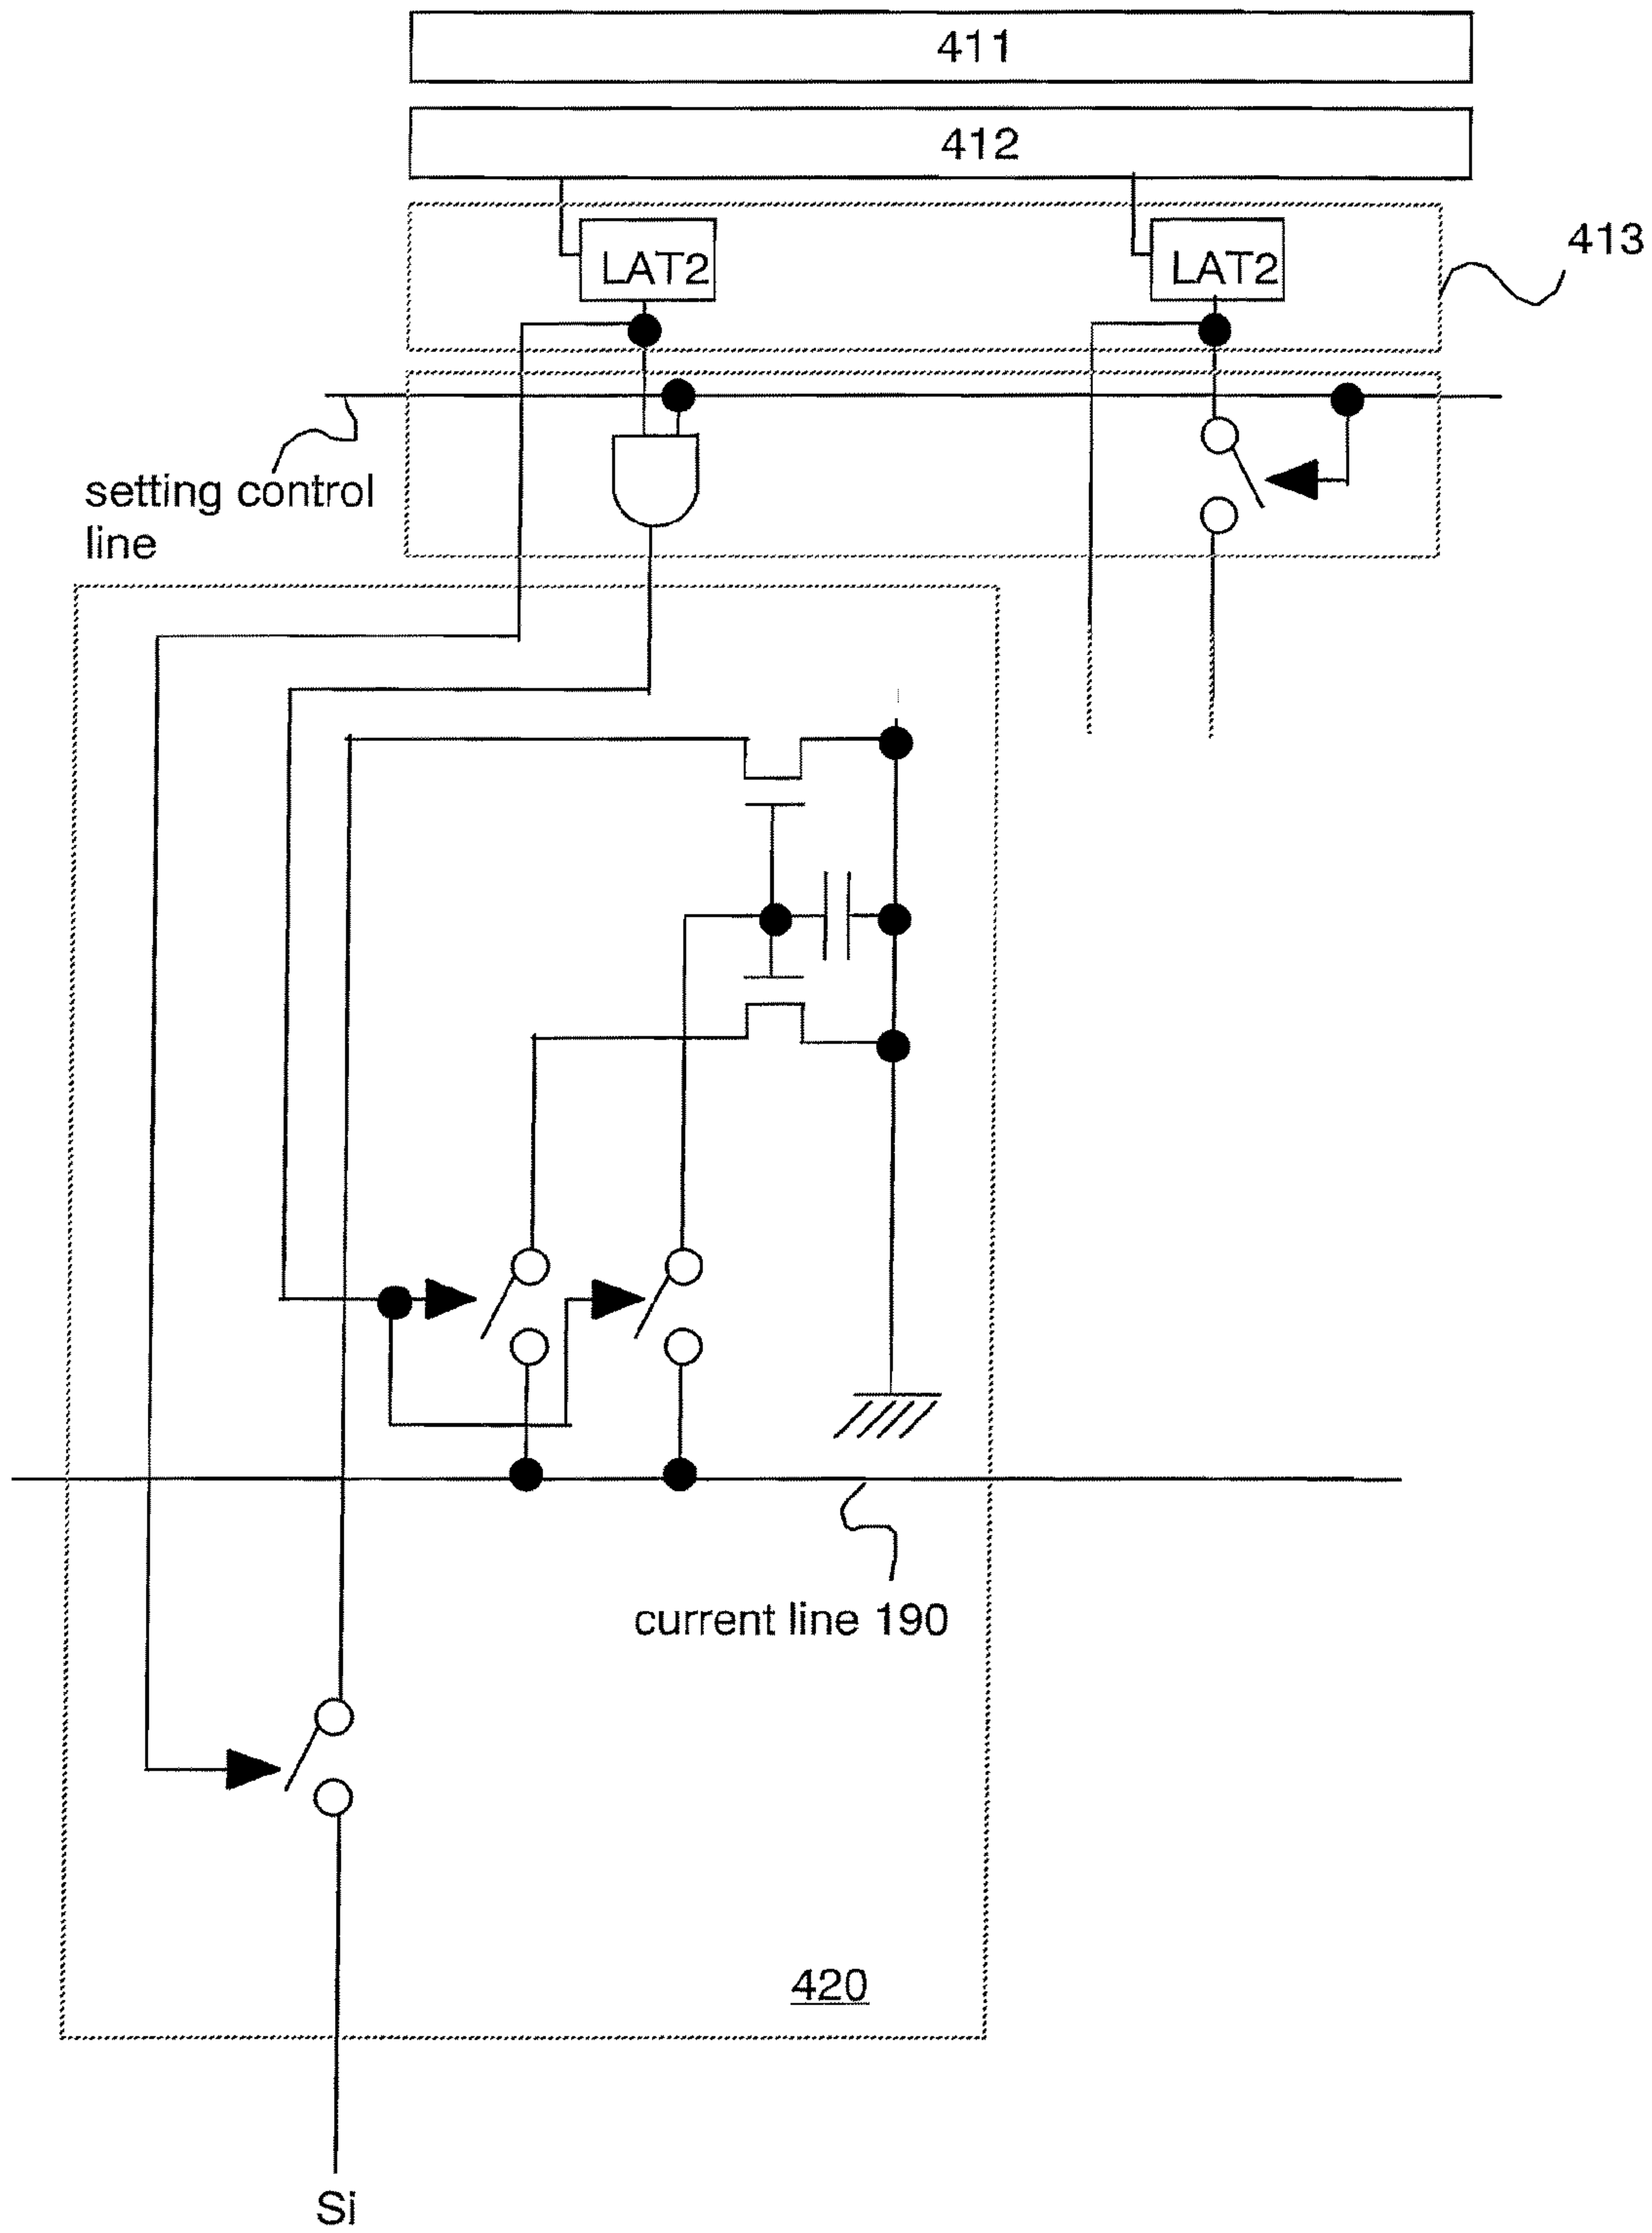 411
412
LAT2
LAT2
413
setting control
line
current line 190
420
Si